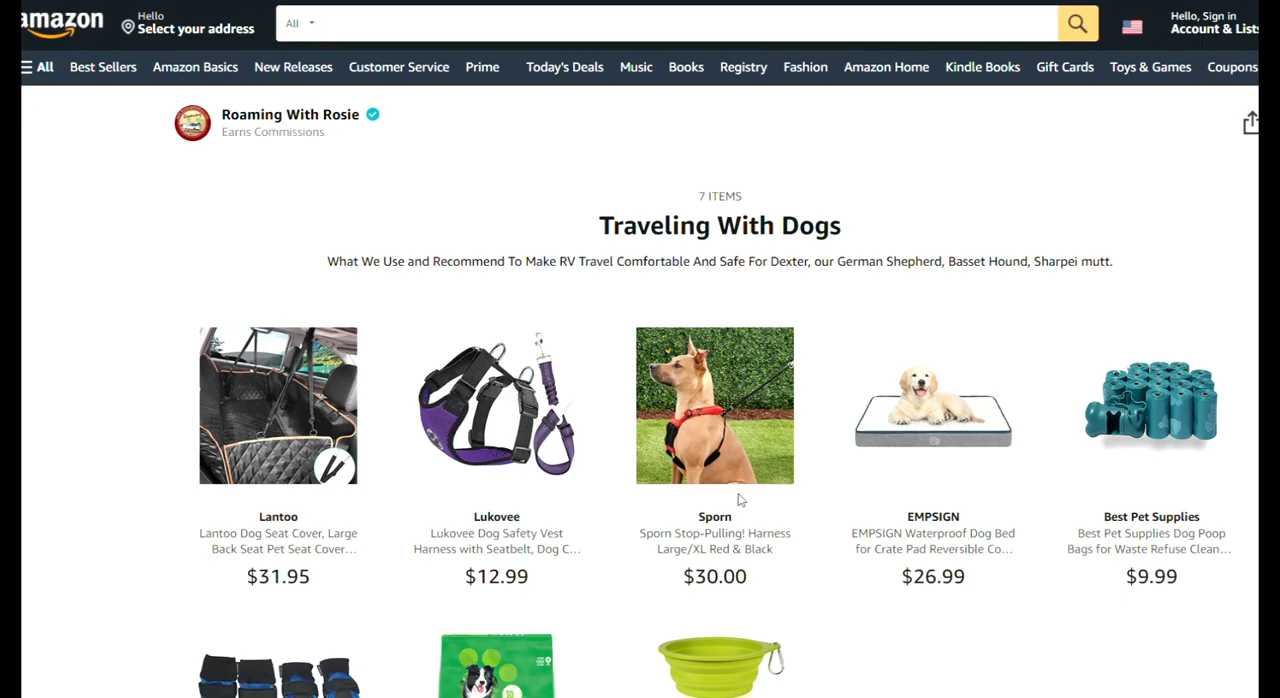 amazon
Hello
Select your address
All
Hello, Sign in
Account & Lists
All
Best Sellers
Amazon Basics
New Releases
Customer Service
Prime
Today's Deals
Music
Books
Registry
Fashion
Amazon Home
Kindle Books
Gift Cards
Toys & Games
Coupons
Roaming With Rosie
Earns Commissions
7 ITEMS
Traveling With Dogs
What We Use and Recommend To Make RV Travel Comfortable And Safe For Dexter, our German Shepherd, Basset Hound, Sharpei mutt.
Lantoo
Lantoo Dog Seat Cover, Large
Back Seat Pet Seat Cover...
$31.95
Lukovee
Lukovee Dog Safety Vest
Harness with Seatbelt, Dog C...
$12.99
Sporn
Sporn Stop-Pulling! Harness
Large/XL Red & Black
$30.00
EMPSIGN
EMPSIGN Waterproof Dog Bed
for Crate Pad Reversible Co...
$26.99
Best Pet Supplies
Best Pet Supplies Dog Poop
Bags for Waste Refuse Clean...
$9.99
30